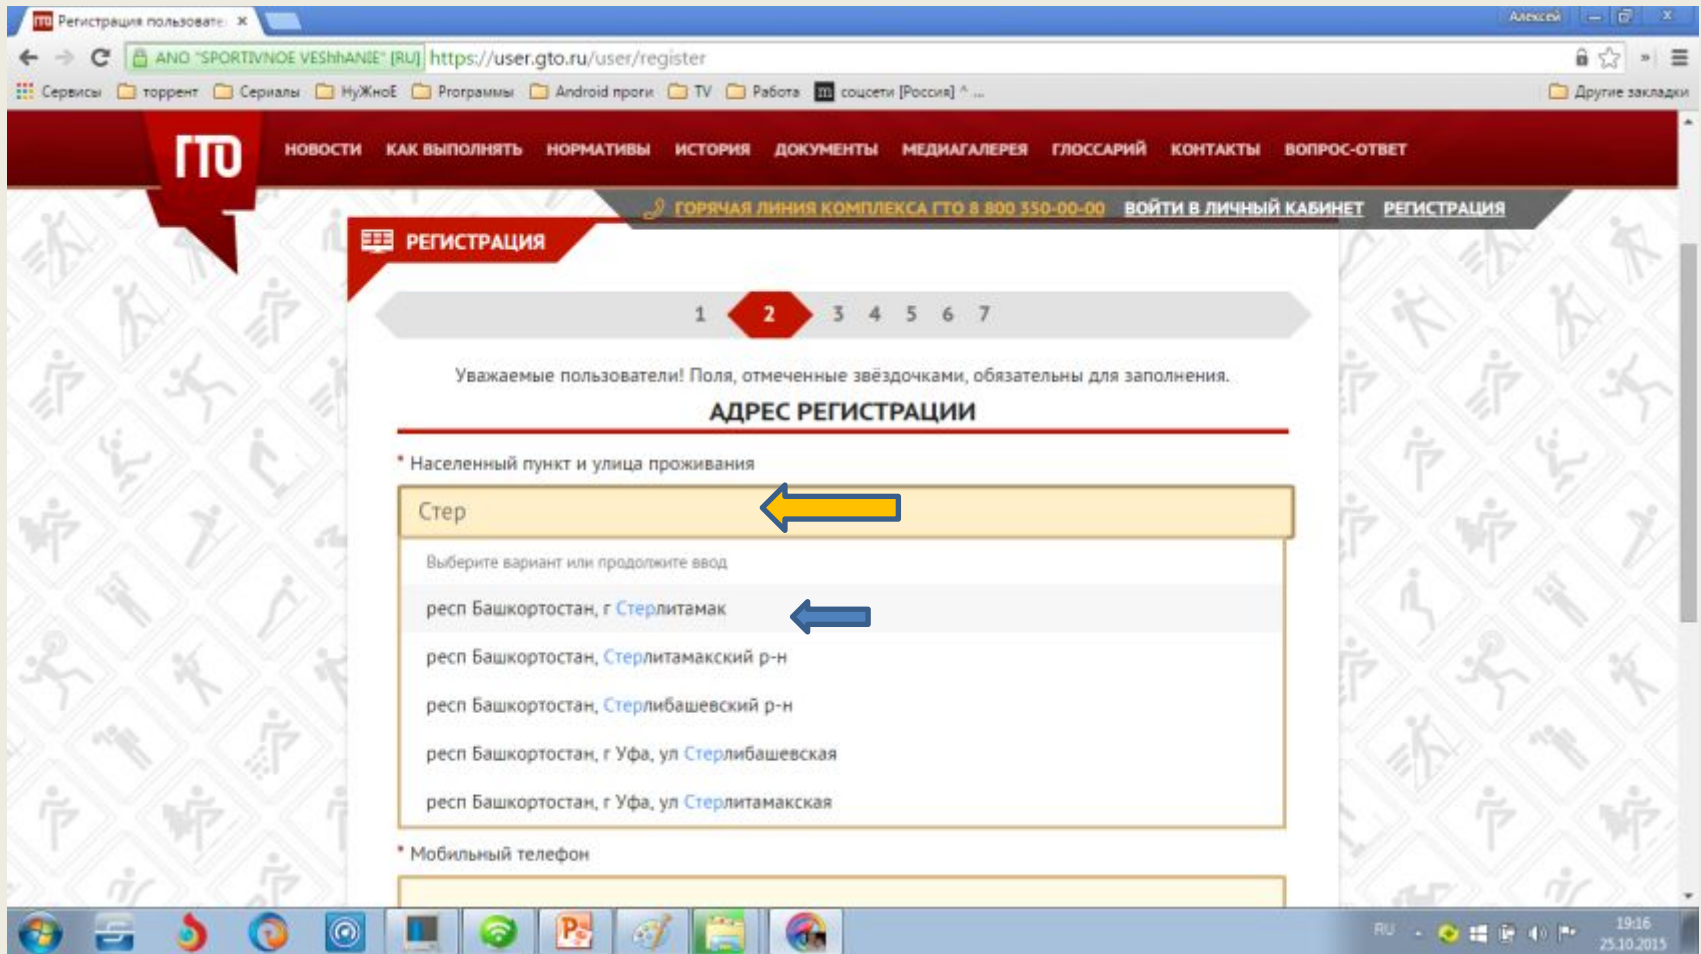 ГТО Регистрация пользовате
Алексей
ANO "SPORTIVNOE VEShhANIE" [RU] https://user.gto.ru/user/register
Сервисы торрент Сериалы НуЖноЕ Программы Android проги TV Работа m соцсети [Россия] ^ ... Другие закладки
ГТО НОВОСТИ КАК ВЫПОЛНЯТЬ НОРМАТИВЫ ИСТОРИЯ ДОКУМЕНТЫ МЕДИАГАЛЕРЕЯ ГЛОССАРИЙ КОНТАКТЫ ВОПРОС-ОТВЕТ
ГОРЯЧАЯ ЛИНИЯ КОМПЛЕКСА ГТО 8 800 350-00-00 ВОЙТИ В ЛИЧНЫЙ КАБИНЕТ РЕГИСТРАЦИЯ
РЕГИСТРАЦИЯ
1 2 3 4 5 6 7
Уважаемые пользователи! Поля, отмеченные звёздочками, обязательны для заполнения.
АДРЕС РЕГИСТРАЦИИ
* Населенный пункт и улица проживания
Стер
Выберите вариант или продолжите ввод
респ Башкортостан, г Стерлитамак
респ Башкортостан, Стерлитамакский р-н
респ Башкортостан, Стерлибашевский р-н
респ Башкортостан, г Уфа, ул Стерлибашевская
респ Башкортостан, г Уфа, ул Стерлитамакская
* Мобильный телефон
RU 19:16
25.10.2015